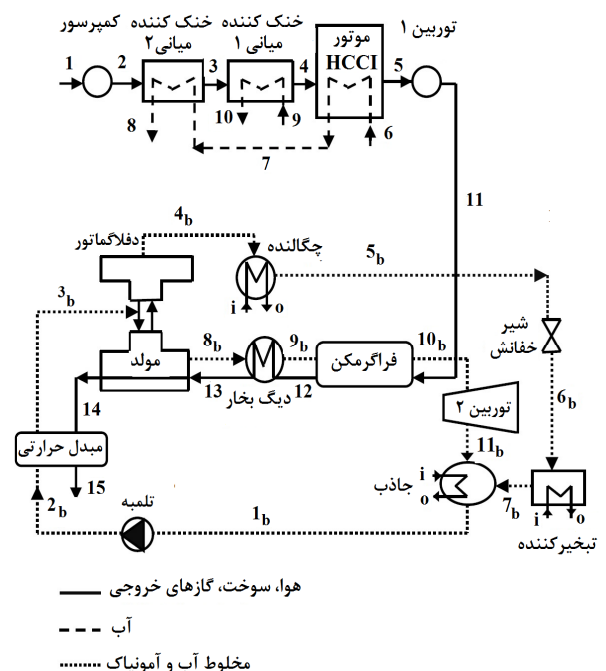 کمپرسور
خنک کننده
میانی ۲
خنک کننده
میانی 1
موتور
HCCI
توربین ۱
1
2
3
4
5
8
10
9
6
7
11
4b
دفلاگماتور
چگالنده
5b
i
o
3b
شیر
خفانش
مولد
8b
9b
فراگرمکن
10b
6b
13
دیگ بخار
12
توربین ۲
14
مبدل حرارتی
11b
15
جاذب
i
o
7b
i
o
تبخیرکننده
2b
تلمبه
1b
هوا، سوخت، گازهای خروجی
آب
مخلوط آب و آمونیاک